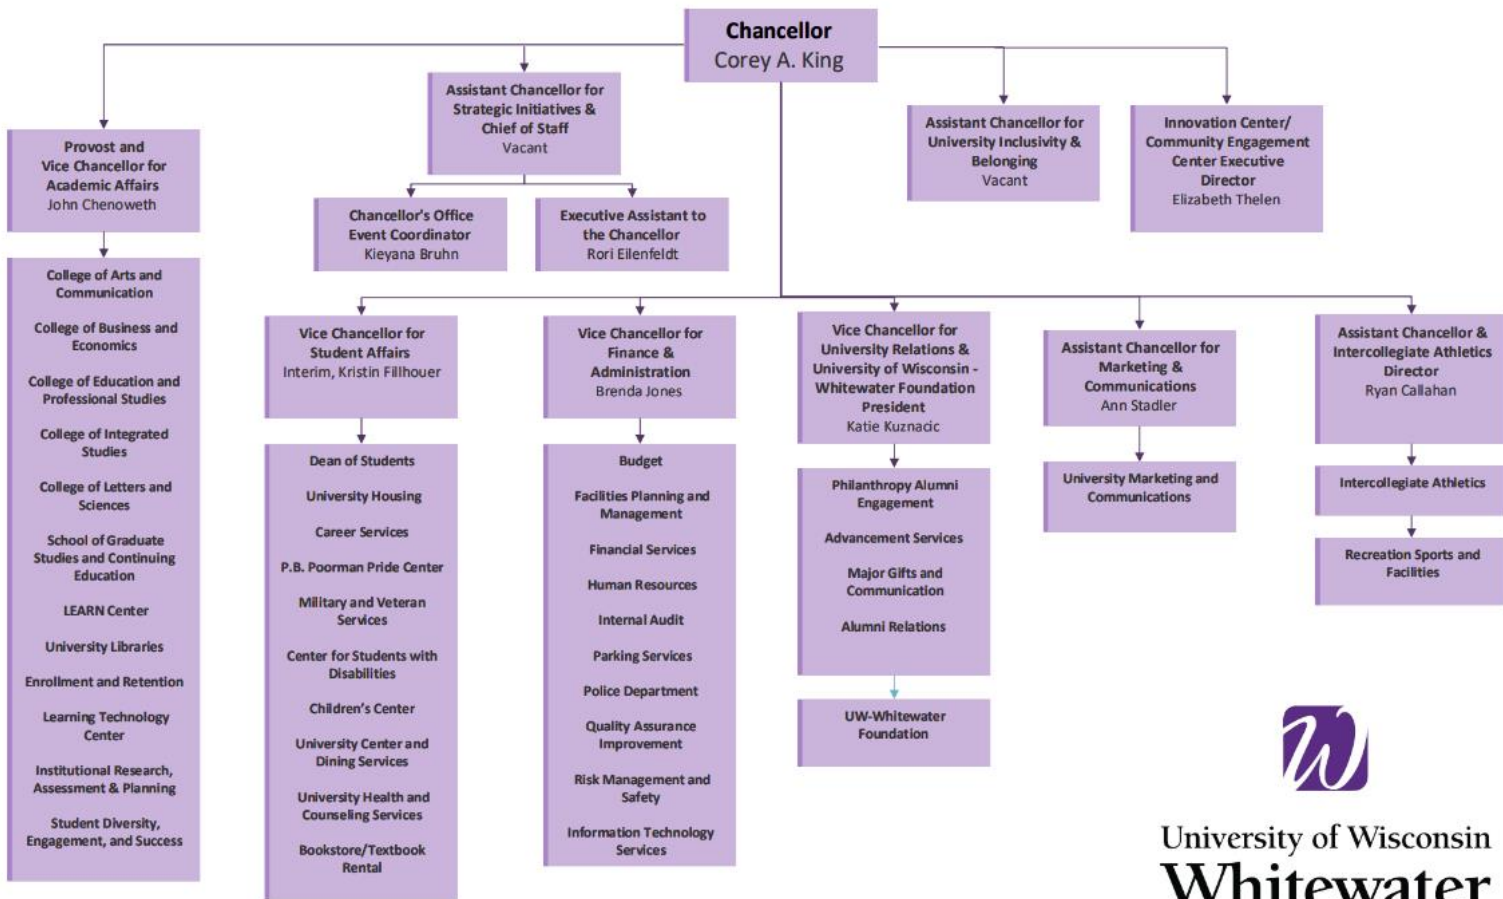 Chancellor
Corey A. King
Assistant Chancellor for
Strategic Initiatives &
Chief of Staff
Vacant
Assistant Chancellor for
University Inclusivity &
Belonging
Vacant
Innovation Center/
Community Engagement
Center Executive
Director
Elizabeth Thelen
Provost and
Vice Chancellor for
Academic Affairs
John Chenoweth
Chancellor's Office
Event Coordinator
Kieyana Bruhn
Executive Assistant to
the Chancellor
Rori Eilenfeldt
College of Arts and
Communication
College of Business and
Economics
College of Education and
Professional Studies
College of Integrated
Studies
College of Letters and
Sciences
School of Graduate
Studies and Continuing
Education
LEARN Center
University Libraries
Enrollment and Retention
Learning Technology
Center
Institutional Research,
Assessment & Planning
Student Diversity,
Engagement, and Success
Vice Chancellor for
Student Affairs
Interim, Kristin Fillhouer
Dean of Students
University Housing
Career Services
P.B. Poorman Pride Center
Military and Veteran
Services
Center for Students with
Disabilities
Children's Center
University Center and
Dining Services
University Health and
Counseling Services
Bookstore/Textbook
Rental
Vice Chancellor for
Finance &
Administration
Brenda Jones
Budget
Facilities Planning and
Management
Financial Services
Human Resources
Internal Audit
Parking Services
Police Department
Quality Assurance
Improvement
Risk Management and
Safety
Information Technology
Services
Vice Chancellor for
University Relations &
University of Wisconsin -
Whitewater Foundation
President
Katie Kuznacic
Philanthropy Alumni
Engagement
Advancement Services
Major Gifts and
Communication
Alumni Relations
UW-Whitewater
Foundation
Assistant Chancellor for
Marketing &
Communications
Ann Stadler
University Marketing and
Communications
Assistant Chancellor &
Intercollegiate Athletics
Director
Ryan Callahan
Intercollegiate Athletics
Recreation Sports and
Facilities
W
University of Wisconsin
Whitewater